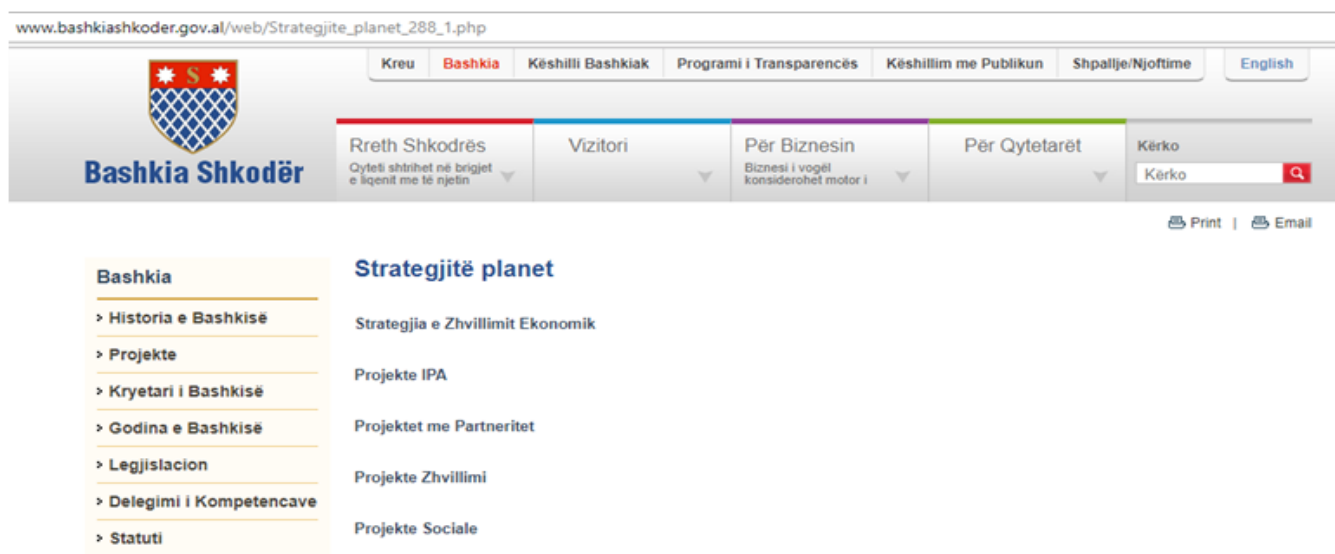 www.bashkiashkoder.gov.al/web/Strategjite_planet_288_1.php
Kreu Bashkia Këshilli Bashkiak Programi i Transparencës Këshillim me Publikun Shpallje/Njoftime English
S
Bashkia Shkodër
Rreth Shkodrës
Qyteti shtrihet në brigjet
e liqenit me të njetin
Vizitori
Për Biznesin
Biznesi i vogël
konsiderohet motor i
Për Qytetarët
Kërko
Kërko
Print | Email
Bashkia
Historia e Bashkisë
Projekte
Kryetari i Bashkisë
Godina e Bashkisë
Legjislacion
Delegimi i Kompetencave
Statuti
Strategjitë planet
Strategjia e Zhvillimit Ekonomik
Projekte IPA
Projektet me Partneritet
Projekte Zhvillimi
Projekte Sociale